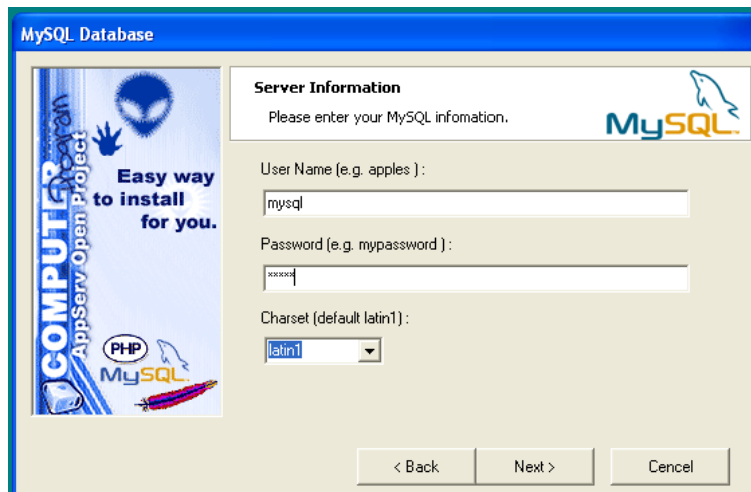 MySQL Database
COMPUTER
Program
AppServ Open Project
Easy way
to install
for you.
PHP
MySQL
Server Information
Please enter your MySQL infomation.
MySQL
User Name (e.g. apples ) :
mysql
Password (e.g. mypassword ) :
*****
Charset (default latin1) :
latin1
< Back
Next >
Cencel